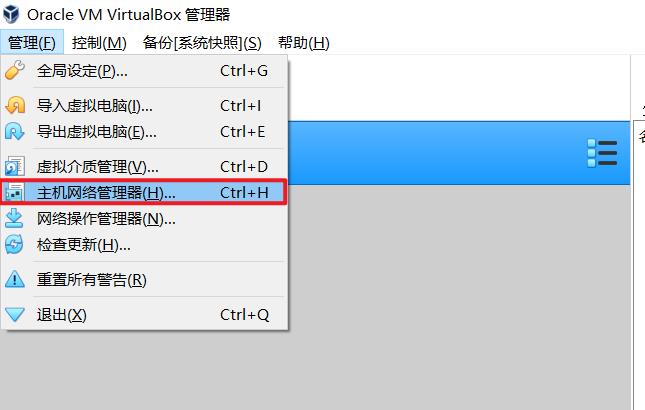 Oracle VM VirtualBox 管理器
管理(F) 控制(M) 备份[系统快照](S) 帮助(H)
全局设定(P)... Ctrl+G
导入虚拟电脑(I)... Ctrl+I
导出虚拟电脑(E)... Ctrl+E
虚拟介质管理(V)... Ctrl+D
主机网络管理器(H)... Ctrl+H
网络操作管理器(N)...
检查更新(H)...
重置所有警告(R)
退出(X) Ctrl+Q